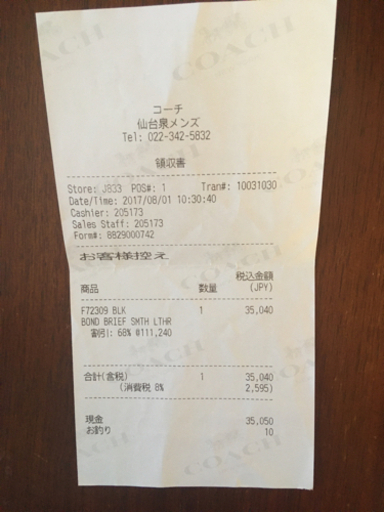 コーチ
仙台泉メンズ
Tel: 022-342-5832
領収書
Store: J833 POS#: 1 Tran#: 10031030
Date/Time: 2017/08/01 10:30:40
Cashier: 205173
Sales Staff: 205173
Form#: 8829000742
お客様控え
税込金額
商品 数量 (JPY)
F72309 BLK 1 35,040
BOND BRIEF SMTH LTHR
割引: 68% @111,240
合計(含税) 1 35,040
(消費税 8% 2,595)
現金 35,050
お釣り 10
COACH